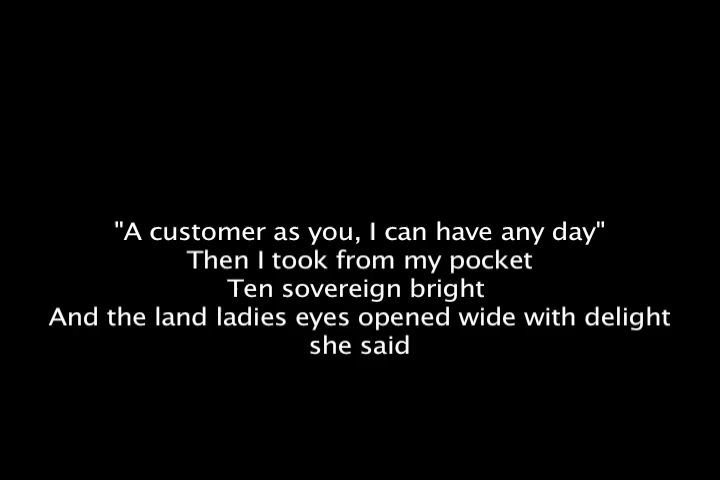 "A customer as you, I can have any day"
Then I took from my pocket
Ten sovereign bright
And the land ladies eyes opened wide with delight
she said